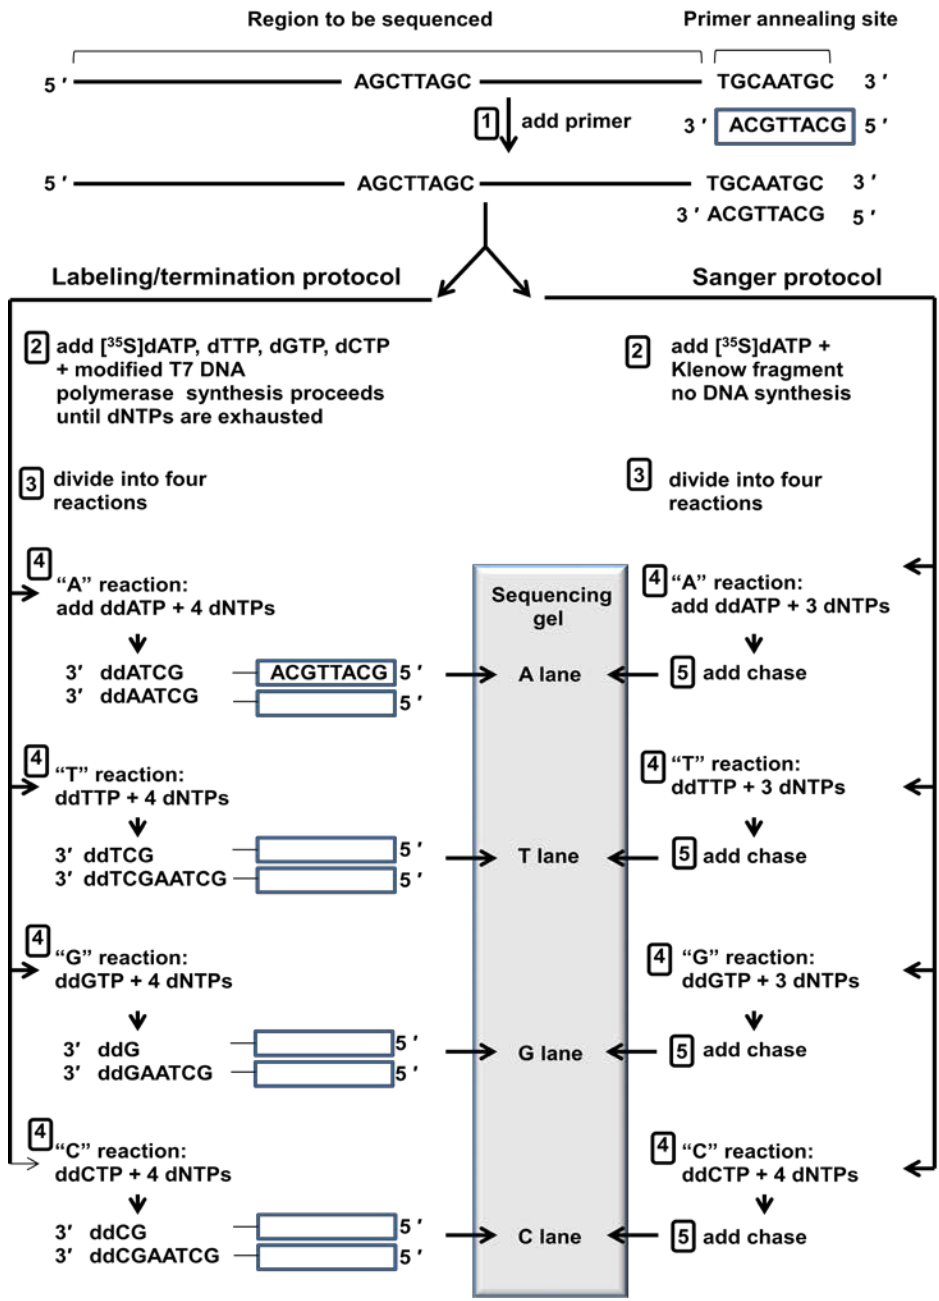 Region to be sequenced
Primer annealing site
5 ′ AGCTTAGC TGCAATGC 3 ′
1 add primer
3 ′ ACGTTACG 5 ′
5 ′ AGCTTAGC TGCAATGC 3 ′
3 ′ ACGTTACG 5 ′
Labeling/termination protocol
2 add [³⁵S]dATP, dTTP, dGTP, dCTP
+ modified T7 DNA
polymerase synthesis proceeds
until dNTPs are exhausted
3 divide into four
reactions
4
“A” reaction:
add ddATP + 4 dNTPs
3′ ddATCG ACGTTACG 5 ′
3′ ddAATCG 5 ′
4
“T” reaction:
ddTTP + 4 dNTPs
3′ ddTCG
3′ ddTCGAATCG 5 ′
4
“G” reaction:
ddGTP + 4 dNTPs
3′ ddG 5 ′
3′ ddGAATCG 5 ′
4
“C” reaction:
ddCTP + 4 dNTPs
3′ ddCG 5 ′
3′ ddCGAATCG 5 ′
Sequencing
gel
A lane
T lane
G lane
C lane
Sanger protocol
2 add [³⁵S]dATP +
Klenow fragment
no DNA synthesis
3 divide into four
reactions
4 “A” reaction:
add ddATP + 3 dNTPs
5 add chase
4 “T” reaction:
ddTTP + 3 dNTPs
5 add chase
4 “G” reaction:
ddGTP + 3 dNTPs
5 add chase
4 “C” reaction:
ddCTP + 4 dNTPs
5 add chase